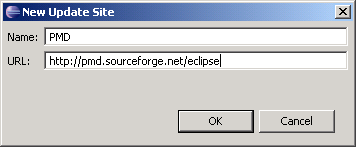 New Update Site
Name: PMD
URL: http://pmd.sourceforge.net/eclipse
OK Cancel